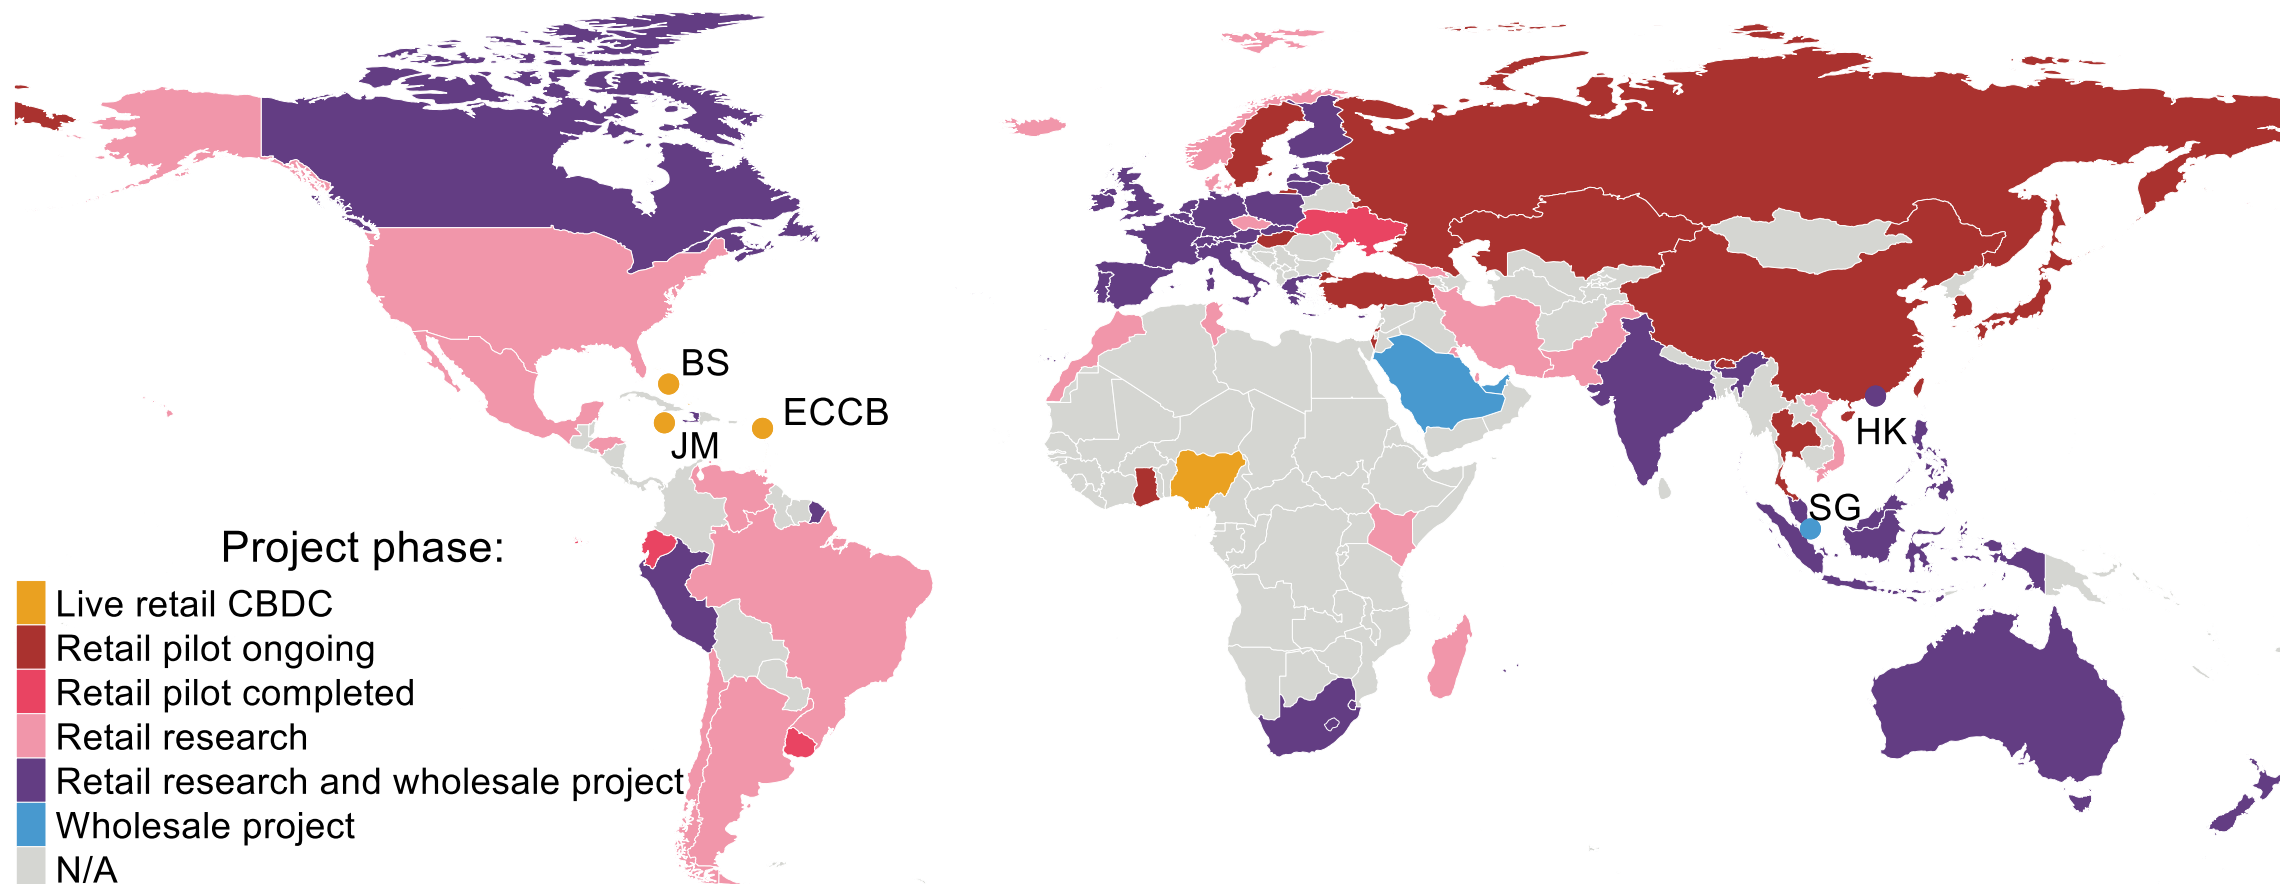 BS
ECCB
JM
HK
SG
Project phase:
Live retail CBDC
Retail pilot ongoing
Retail pilot completed
Retail research
Retail research and wholesale project
Wholesale project
N/A